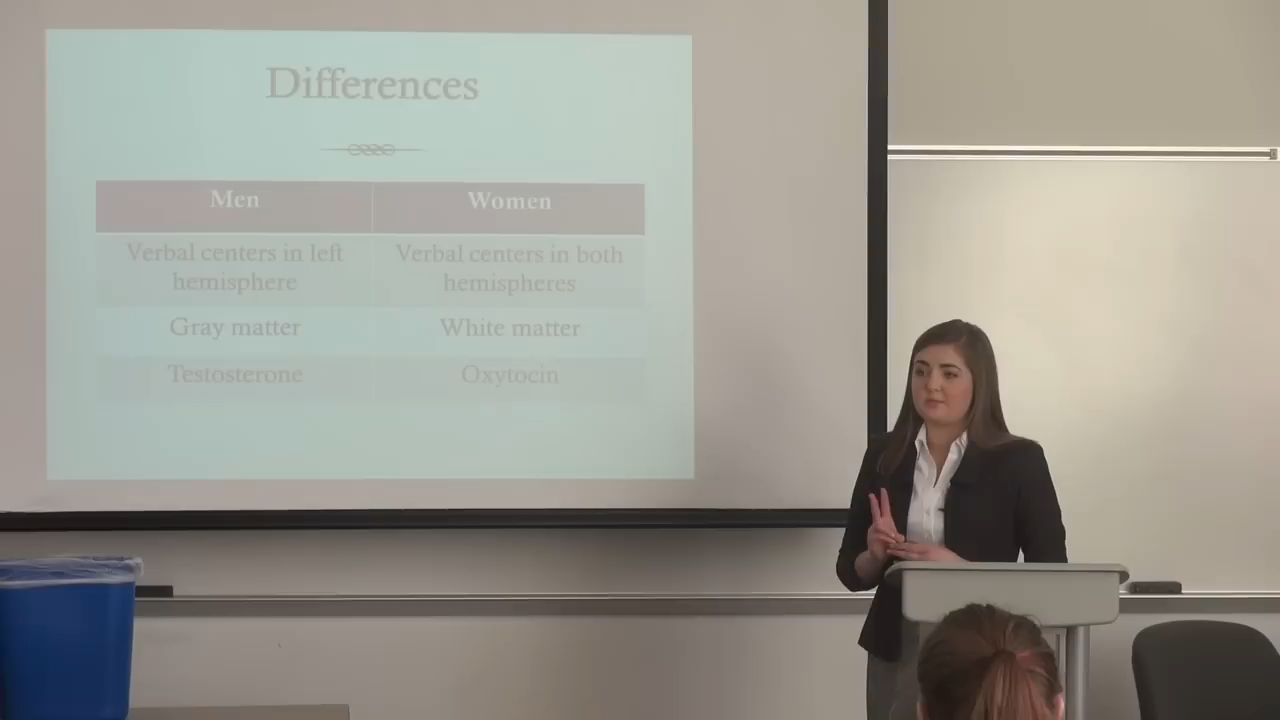 Differences
Men
Women
Verbal centers in left
hemisphere
Verbal centers in both
hemispheres
Gray matter
White matter
Testosterone
Oxytocin